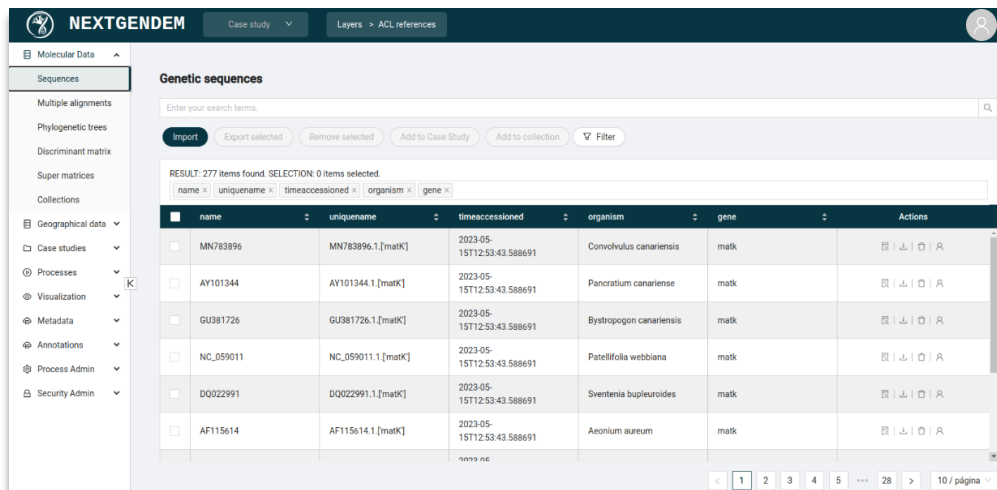 NEXTGENDEM
Case study
Layers > ACL references
Molecular Data
Sequences
Multiple alignments
Phylogenetic trees
Discriminant matrix
Super matrices
Collections
Geographical data
Case studies
Processes
Visualization
Metadata
Annotations
Process Admin
Security Admin
Genetic sequences
Enter your search terms.
Import Export selected Remove selected Add to Case Study Add to collection Filter
RESULT: 277 items found. SELECTION: 0 items selected.
name × uniquename × timeaccessioned × organism × gene ×
name uniquename timeaccessioned organism gene Actions
MN783896 MN783896.1.['matK'] 2023-05-15T12:53:43.588691 Convolvulus canariensis matk
AY101344 AY101344.1.['matK'] 2023-05-15T12:53:43.588691 Pancratium canariense matk
GU381726 GU381726.1.['matK'] 2023-05-15T12:53:43.588691 Bystropogon canariensis matk
NC_059011 NC_059011.1.['matK'] 2023-05-15T12:53:43.588691 Patellifolia webbiana matk
DQ022991 DQ022991.1.['matK'] 2023-05-15T12:53:43.588691 Sventenia bupleuroides matk
AF115614 AF115614.1.['matK'] 2023-05-15T12:53:43.588691 Aeonium aureum matk
< 1 2 3 4 5 ••• 28 > 10 / página